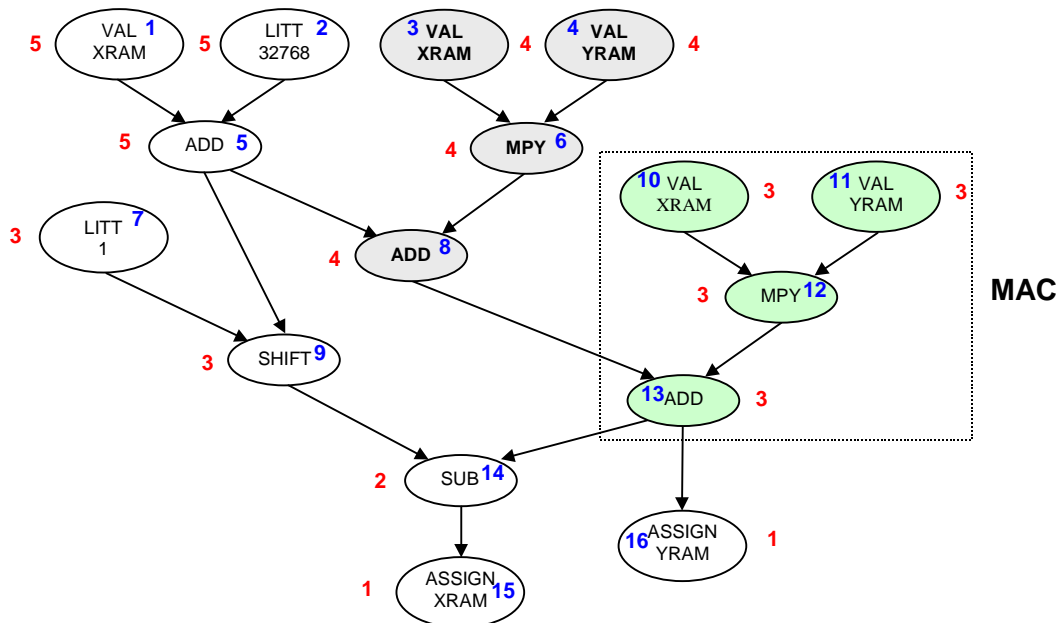 5 VAL 1 XRAM
5 LITT 2 32768
3 VAL XRAM 4
4 VAL YRAM 4
5 ADD 5
4 MPY 6
10 VAL XRAM 3
11 VAL YRAM 3
3 LITT 7 1
4 ADD 8
3 MPY 12
MAC
3 SHIFT 9
13 ADD 3
2 SUB 14
16 ASSIGN YRAM 1
1 ASSIGN XRAM 15